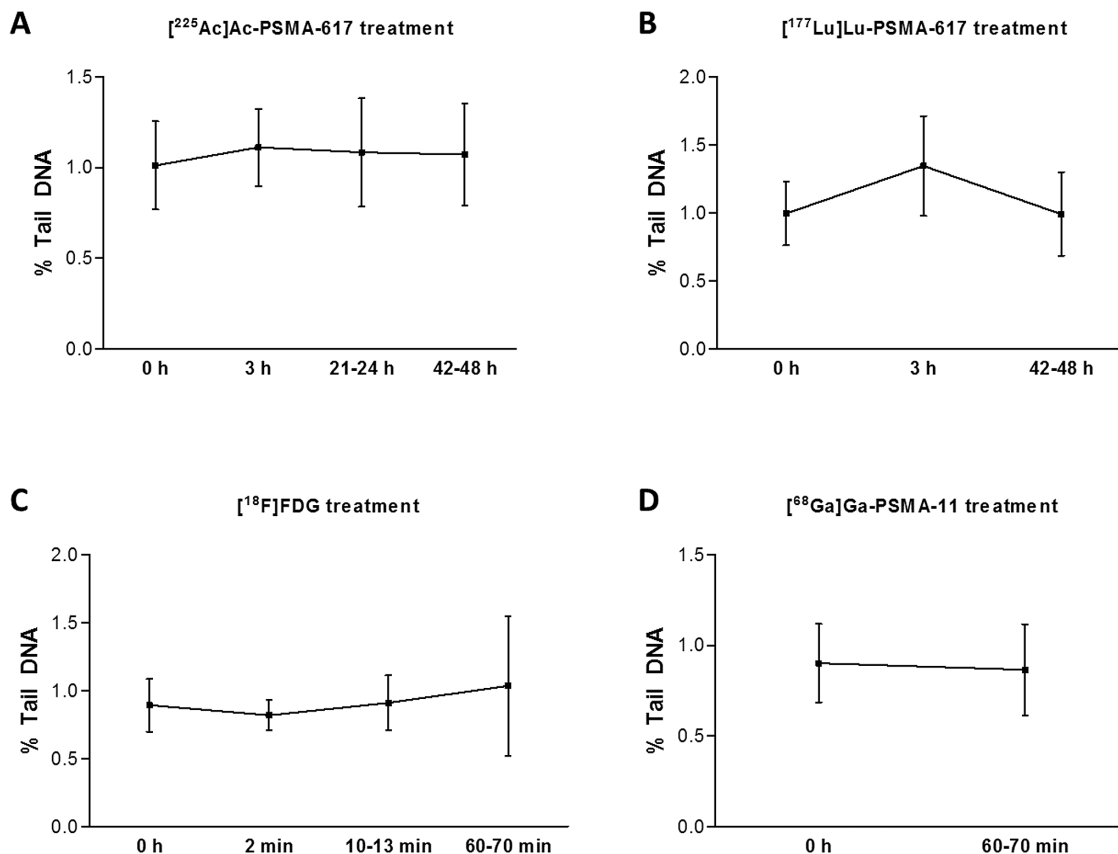 A
[²²⁵Ac]Ac-PSMA-617 treatment
% Tail DNA
1.5
1.0
0.5
0.0
0 h 3 h 21-24 h 42-48 h
B
[¹⁷⁷Lu]Lu-PSMA-617 treatment
% Tail DNA
2.0
1.5
1.0
0.5
0.0
0 h 3 h 42-48 h
C
[¹⁸F]FDG treatment
% Tail DNA
2.0
1.5
1.0
0.5
0.0
0 h 2 min 10-13 min 60-70 min
D
[⁶⁸Ga]Ga-PSMA-11 treatment
% Tail DNA
1.5
1.0
0.5
0.0
0 h 60-70 min